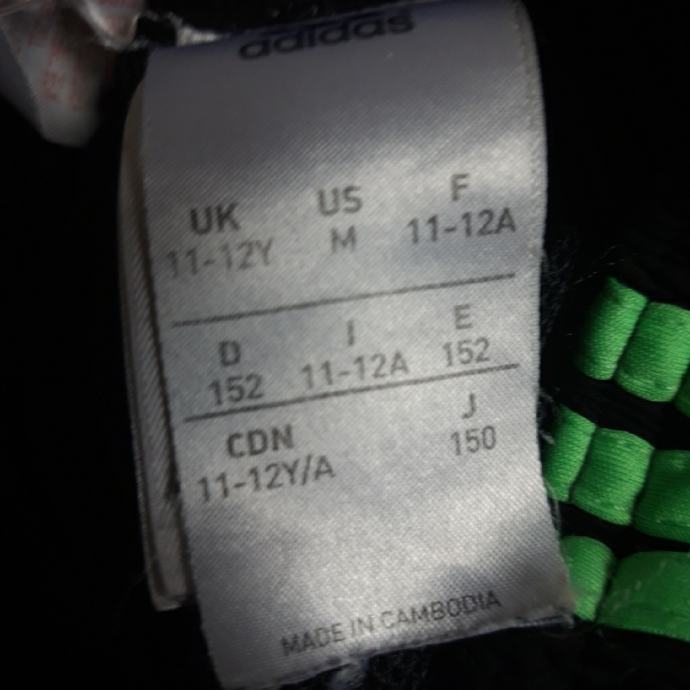 adidas
UK US F
11-12Y M 11-12A
D I E
152 11-12A 152
CDN J
11-12Y/A 150
MADE IN CAMBODIA